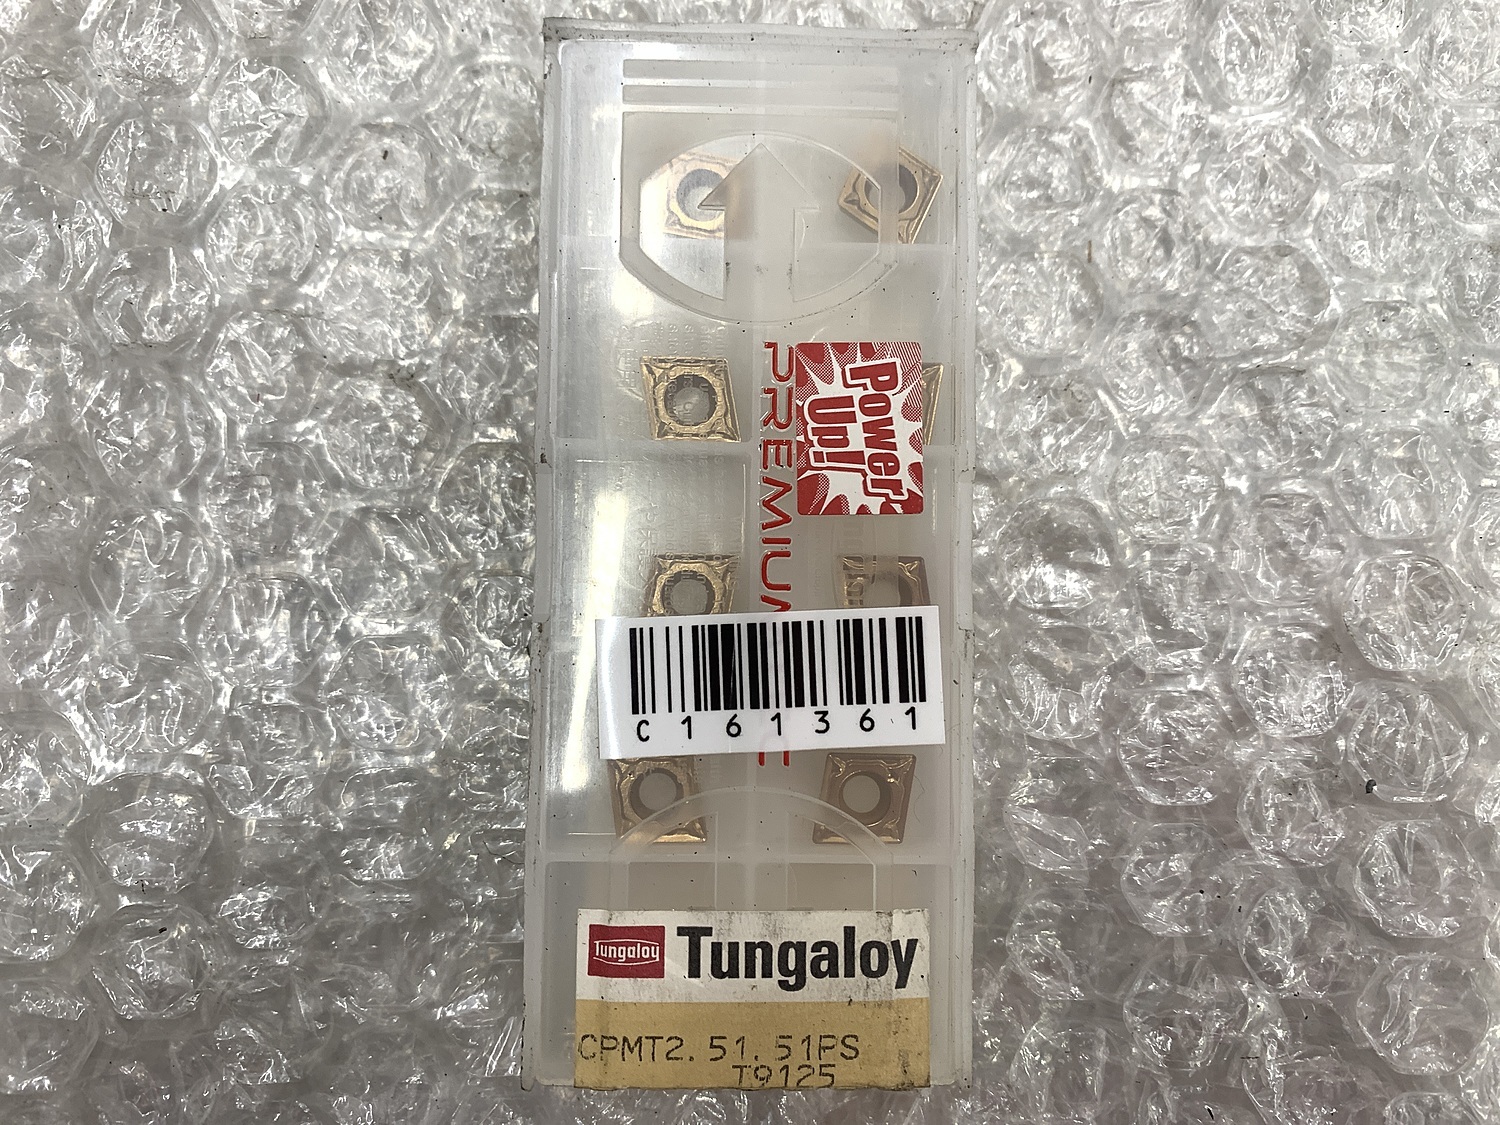 Power
Up!
PREMIUM
C161361
Tungaloy
Tungaloy
CPMT2.51.51PS
T9125